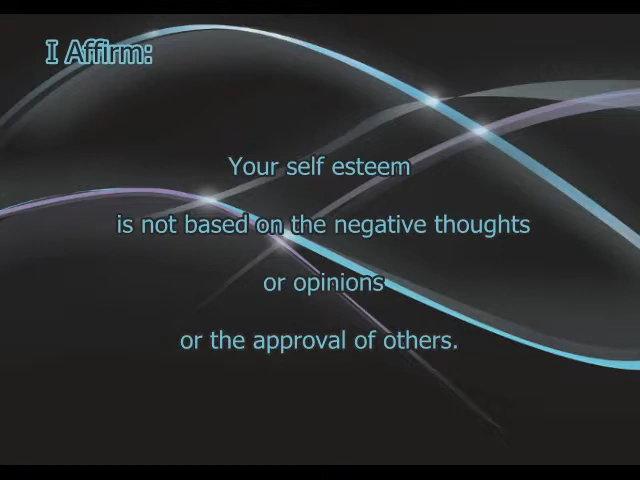 I Affirm:
Your self esteem
is not based on the negative thoughts
or opinions
or the approval of others.